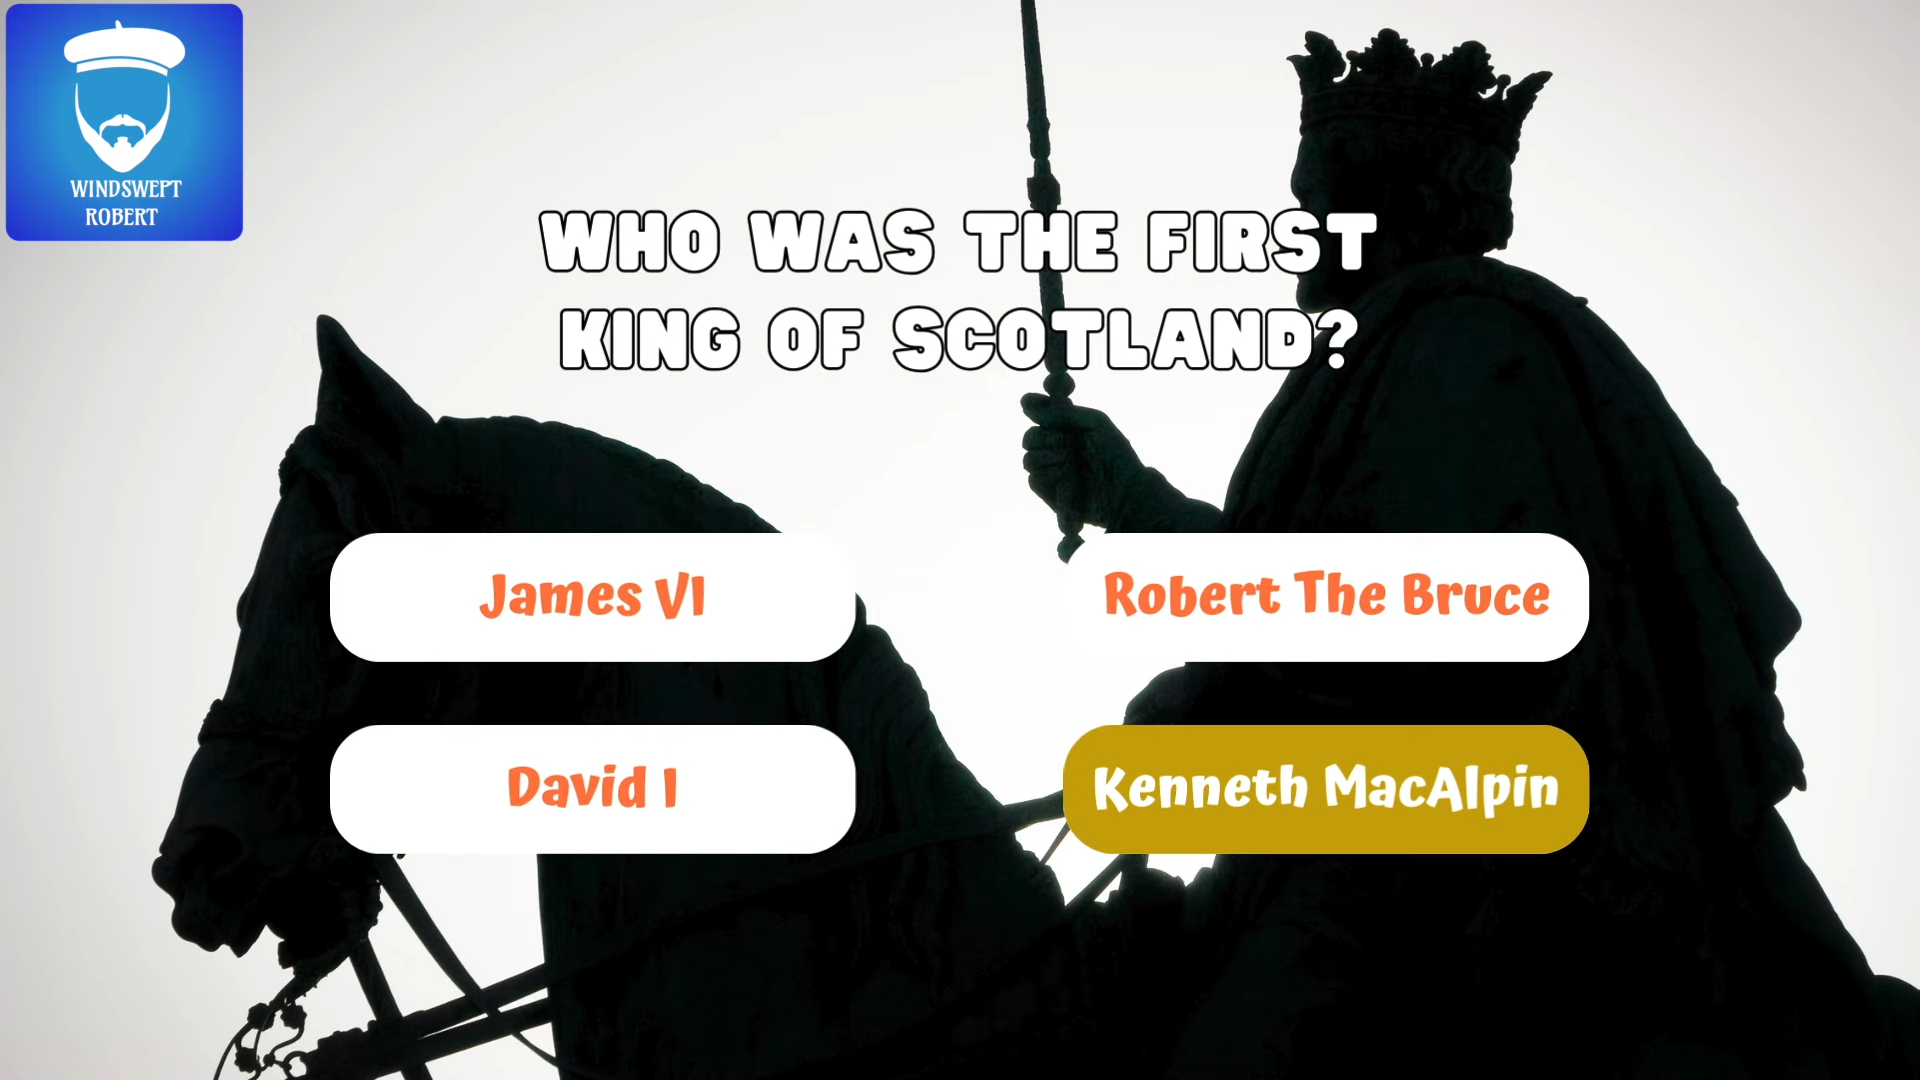 WINDSWEPT
ROBERT
WHO WAS THE FIRST
KING OF SCOTLAND?
James VI
Robert The Bruce
David I
Kenneth MacAlpin